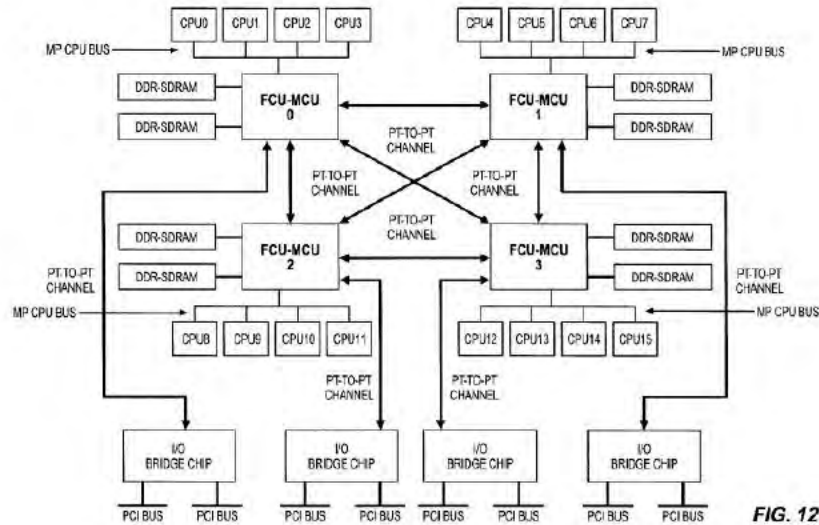 CPU0 CPU1 CPU2 CPU3 CPU4 CPU5 CPU6 CPU7
MP CPU BUS MP CPU BUS
DDR-SDRAM FCU-MCU FCU-MCU DDR-SDRAM
0 1
DDR-SDRAM DDR-SDRAM
PT-TO-PT
CHANNEL
PT-TO-PT PT-TO-PT
CHANNEL CHANNEL
PT-TO-PT
CHANNEL
DDR-SDRAM FCU-MCU FCU-MCU DDR-SDRAM
2 3
DDR-SDRAM DDR-SDRAM
PT-TO-PT PT-TO-PT
CHANNEL CHANNEL
MP CPU BUS MP CPU BUS
CPU8 CPU9 CPU10 CPU11 CPU12 CPU13 CPU14 CPU15
PT-TO-PT PT-TO-PT
CHANNEL CHANNEL
I/O I/O I/O I/O
BRIDGE CHIP BRIDGE CHIP BRIDGE CHIP BRIDGE CHIP
PCI BUS PCI BUS PCI BUS PCI BUS PCI BUS PCI BUS PCI BUS PCI BUS
FIG. 12